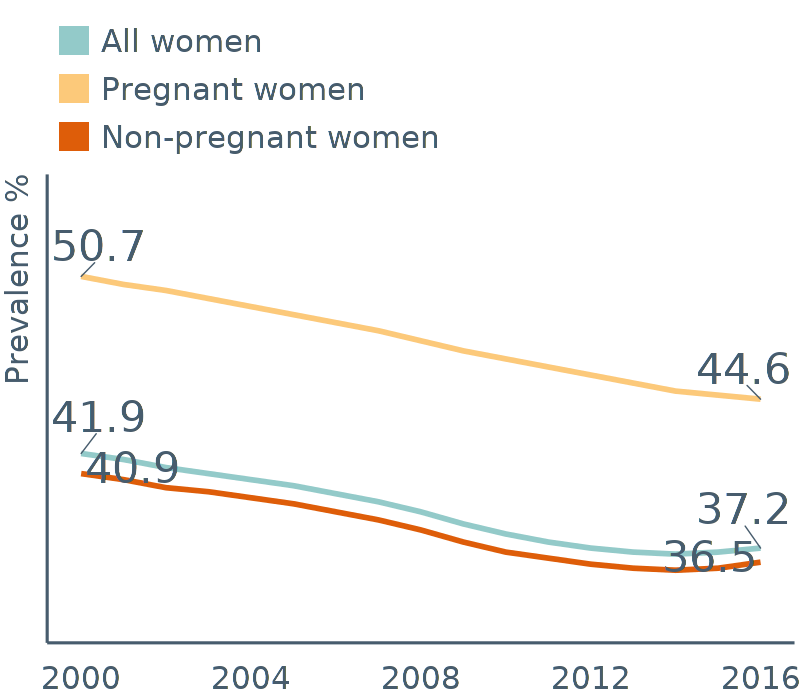 All women
Pregnant women
Non-pregnant women
Prevalence %
50.7
44.6
41.9
40.9
37.2
36.5
2000 2004 2008 2012 2016